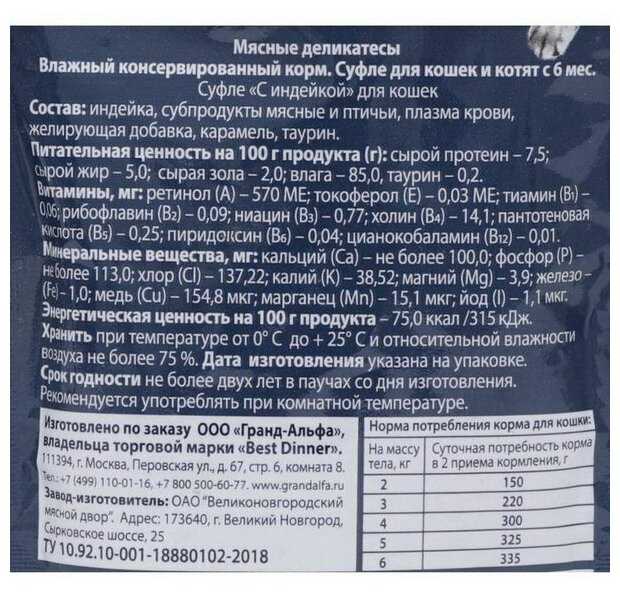 Мясные деликатесы
Влажный консервированный корм. Суфле для кошек и котят с 6 мес.
Суфле «С индейкой» для кошек
Состав: индейка, субпродукты мясные и птичьи, плазма крови,
желирующая добавка, карамель, таурин.
Питательная ценность на 100 г продукта (г): сырой протеин – 7,5;
сырой жир – 5,0; сырая зола – 2,0; влага – 85,0, таурин – 0.2.
Витамины, мг: ретинол (А) – 570 МЕ; токоферол (Е) – 0,03 МЕ; тиамин (В₁) –
0,06; рибофлавин (В₂) – 0,09; ниацин (В₃) – 0,77; холин (В₄) – 14,1; пантотеновая
кислота (В₅) – 0,25; пиридоксин (В₆) – 0,04; цианокобаламин (В₁₂) – 0,01.
Минеральные вещества, мг: кальций (Са) – не более 100,0; фосфор (Р) –
не более 113,0; хлор (Cl) – 137,22; калий (К) – 38,52; магний (Mg) – 3,9; железо –
(Fe) – 1,0; медь (Cu) – 154,8 мкг; марганец (Mn) – 15,1 мкг; йод (I) – 1,1 мкг.
Энергетическая ценность на 100 г продукта – 75,0 ккал /315 кДж.
Хранить при температуре от 0° С до + 25° С и относительной влажности
воздуха не более 75 %. Дата изготовления указана на упаковке.
Срок годности не более двух лет в паучах со дня изготовления.
Рекомендуется употреблять при комнатной температуре.
Изготовлено по заказу ООО «Гранд-Альфа»,
владельца торговой марки «Best Dinner».
111394, г. Москва, Перовская ул., д. 67, стр. 6, комната 8.
Тел.: +7 (499) 110-01-16, +7 800 500-60-77. www.grandalfa.ru
Завод-изготовитель: ОАО "Великоновгородский
мясной двор". Адрес: 173640, г. Великий Новгород,
Сырковское шоссе, 25
ТУ 10.92.10-001-18880102-2018
Норма потребления корма для кошки:
На массу тела, кг
Суточная потребность корма в 2 приема кормления, г
2 150
3 220
4 300
5 325
6 335